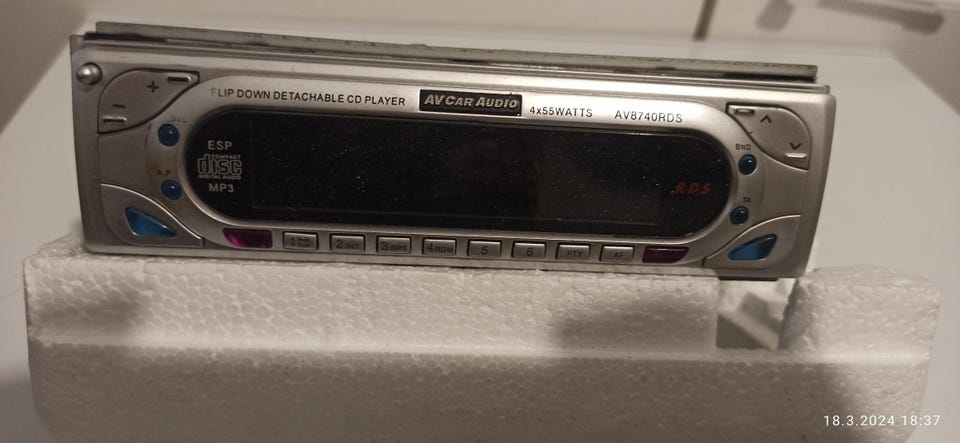 FLIP DOWN DETACHABLE CD PLAYER
AV CAR AUDIO
4x55WATTS
AV8740RDS
+
−
SEL
A.P
ESP
COMPACT
disc
DIGITAL AUDIO
MP3
RDS
BND
TA
1
2 INT
3 RPT
4 RDM
5
6
PTY
AF
18.3.2024 18:37